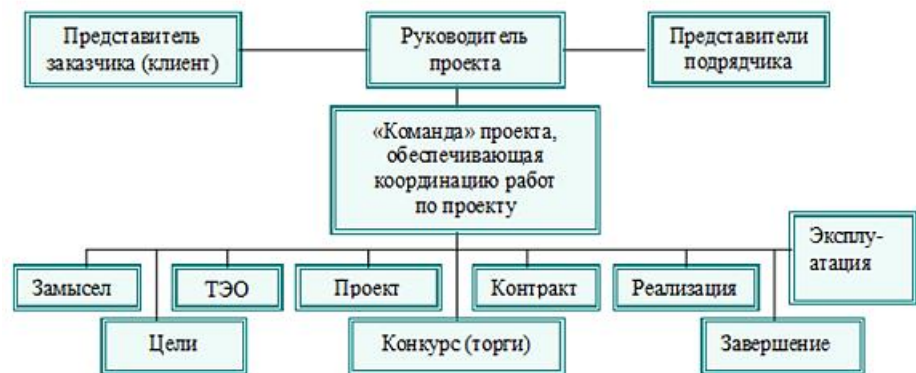 Представитель
заказчика (клиент)
Руководитель
проекта
Представители
подрядчика
«Команда» проекта,
обеспечивающая
координацию работ
по проекту
Эксплу-
атация
Замысел
ТЭО
Проект
Контракт
Реализация
Цели
Конкурс (торги)
Завершение